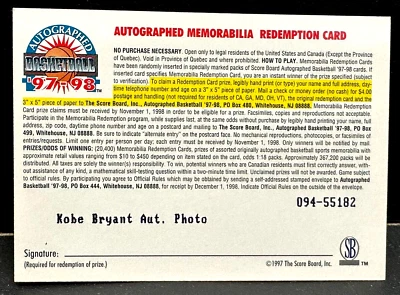 AUTOGRAPHED
BASKETBALL
'97-'98
AUTOGRAPHED MEMORABILIA REDEMPTION CARD
NO PURCHASE NECESSARY. Open only to legal residents of the United States and Canada (Except the Province
of Quebec). Void in Province of Quebec and where prohibited. HOW TO PLAY. Memorabilia Redemption Cards
have been randomly inserted in specially marked packs of Score Board Autographed Basketball '97-98 cards. If
inserted card specifies Memorabilia Redemption Card, you are an instant winner of the prize specified (subject
to verification). To claim a Redemption Card prize, legibly hand print (or type) your name and full address, day-
time telephone number and age on a 3" x 5" piece of paper. Mail a check or money order (no cash) for $4.00
postage and handling (not required for residents of CA, GA, MD, OH, VT), the original redemption card and the
3" x 5" piece of paper to The Score Board, Inc., Autographed Basketball '97-98, PO Box 480, Whitehouse, NJ 08888.
Card prize claims must be received by November 1, 1998 in order to be eligible for a prize. Facsimiles, copies and reproductions not accepted.
Participate in the Memorabilia Redemption program, while supplies last, at the same odds stated herein, by legibly hand printing your name, full
address, zip code, daytime phone number and age on a postcard and mailing to The Score Board, Inc., Autographed Basketball '97-98, PO Box
499, Whitehouse, NJ 08888. Be sure to indicate "alternate entry" on the postcard. No mechanical reproductions, photocopies, or facsimiles of
entries/requests. Limit one entry per person per day; each entry must be received by November 1, 1998. Only winners will be notified by mail.
PRIZES/ODDS OF WINNING: (20,400) Memorabilia Redemption Cards, prizes of assorted originally autographed basketball sports memorabilia with
approximate retail values ranging from $10 to $450 depending on item stated on the card, odds 1:18 packs. Approximately 367,200 packs will be
distributed. All Taxes are winners' responsibility. Void where prohibited. To win, potential winners who are Canadian residents must first correctly answer, with-
out assistance of any kind, a mathematical skill-testing question within a two-minute time limit. Unclaimed prizes will not be awarded. Game subject to
official rules. By participating you agree to Official Rules which may be obtained by sending a self-addressed stamped envelope to Autographed
Basketball '97-98, PO Box 444, Whitehouse, NJ 08888, for receipt by December 1, 1998. Indicate Official Rules on the outside of the envelope.
094-55182
Kobe Bryant Aut. Photo
Signature:
(Required for redemption of prize.)
©1997 The Score Board, Inc.
SB
TM